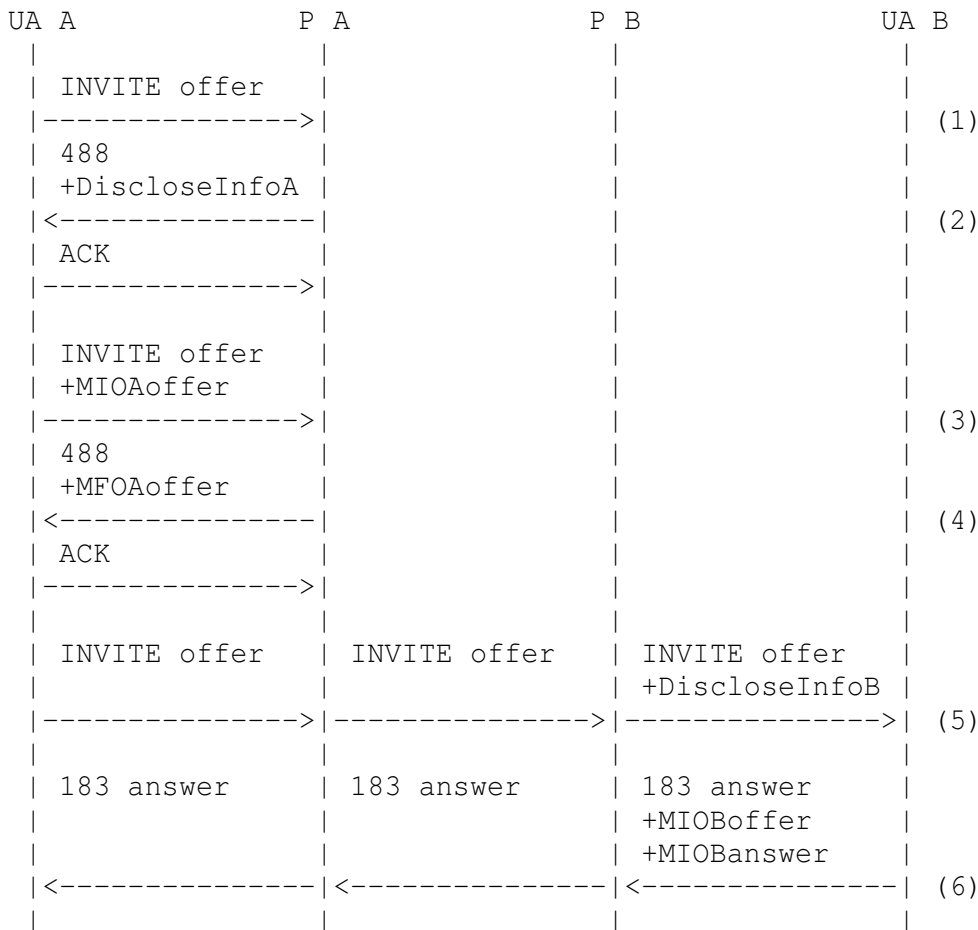 UA A P A P B UA B
INVITE offer
(1)
488
+DiscloseInfoA
(2)
ACK
INVITE offer
+MIOAoffer
(3)
488
+MFOAoffer
(4)
ACK
INVITE offer INVITE offer INVITE offer
+DiscloseInfoB
(5)
183 answer 183 answer 183 answer
+MIOBoffer
+MIOBanswer
(6)